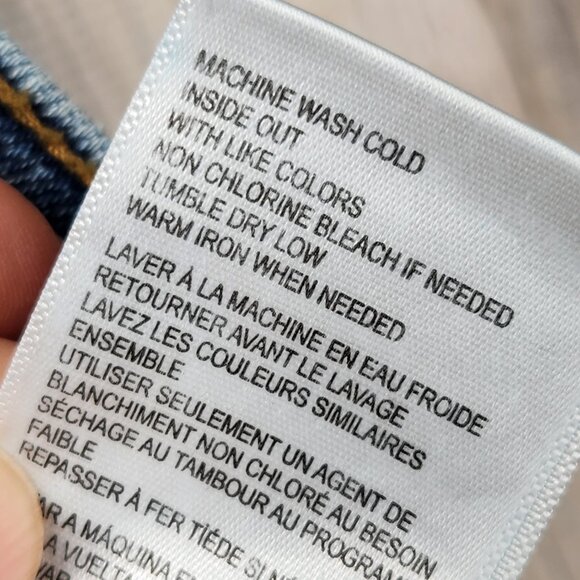 MACHINE WASH COLD
INSIDE OUT
WITH LIKE COLORS
NON CHLORINE BLEACH IF NEEDED
TUMBLE DRY LOW
WARM IRON WHEN NEEDED
LAVER À LA MACHINE EN EAU FROIDE
RETOURNER AVANT LE LAVAGE
LAVEZ LES COULEURS SIMILAIRES
ENSEMBLE
UTILISER SEULEMENT UN AGENT DE
BLANCHIMENT NON CHLORÉ AU BESOIN
SÉCHAGE AU TAMBOUR AU PROGRAM
FAIBLE
REPASSER À FER TIÉDE SI
A MÁQUINA
VUELTA